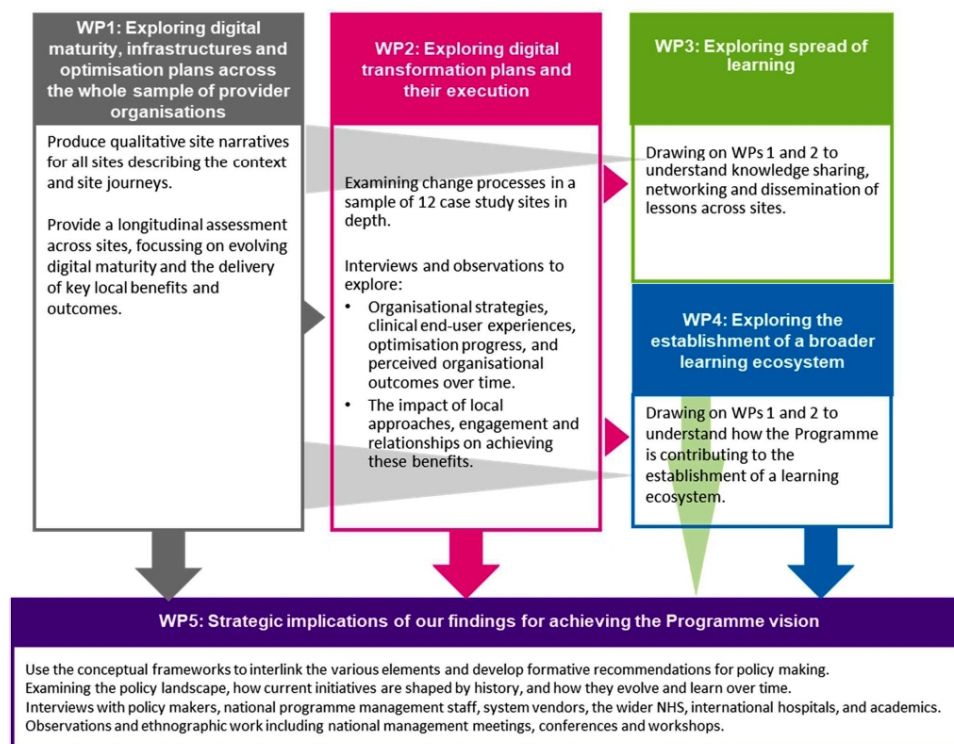 WP1: Exploring digital
maturity, infrastructures and
optimisation plans across
the whole sample of provider
organisations
Produce qualitative site narratives
for all sites describing the context
and site journeys.
Provide a longitudinal assessment
across sites, focussing on evolving
digital maturity and the delivery
of key local benefits and
outcomes.
WP2: Exploring digital
transformation plans and
their execution
Examining change processes in a
sample of 12 case study sites in
depth.
Interviews and observations to
explore:
• Organisational strategies,
clinical end-user experiences,
optimisation progress, and
perceived organisational
outcomes over time.
• The impact of local
approaches, engagement and
relationships on achieving
these benefits.
WP3: Exploring spread of
learning
Drawing on WPs 1 and 2 to
understand knowledge sharing,
networking and dissemination of
lessons across sites.
WP4: Exploring the
establishment of a broader
learning ecosystem
Drawing on WPs 1 and 2 to
understand how the Programme
is contributing to the
establishment of a learning
ecosystem.
WP5: Strategic implications of our findings for achieving the Programme vision
Use the conceptual frameworks to interlink the various elements and develop formative recommendations for policy making.
Examining the policy landscape, how current initiatives are shaped by history, and how they evolve and learn over time.
Interviews with policy makers, national programme management staff, system vendors, the wider NHS, international hospitals, and academics.
Observations and ethnographic work including national management meetings, conferences and workshops.